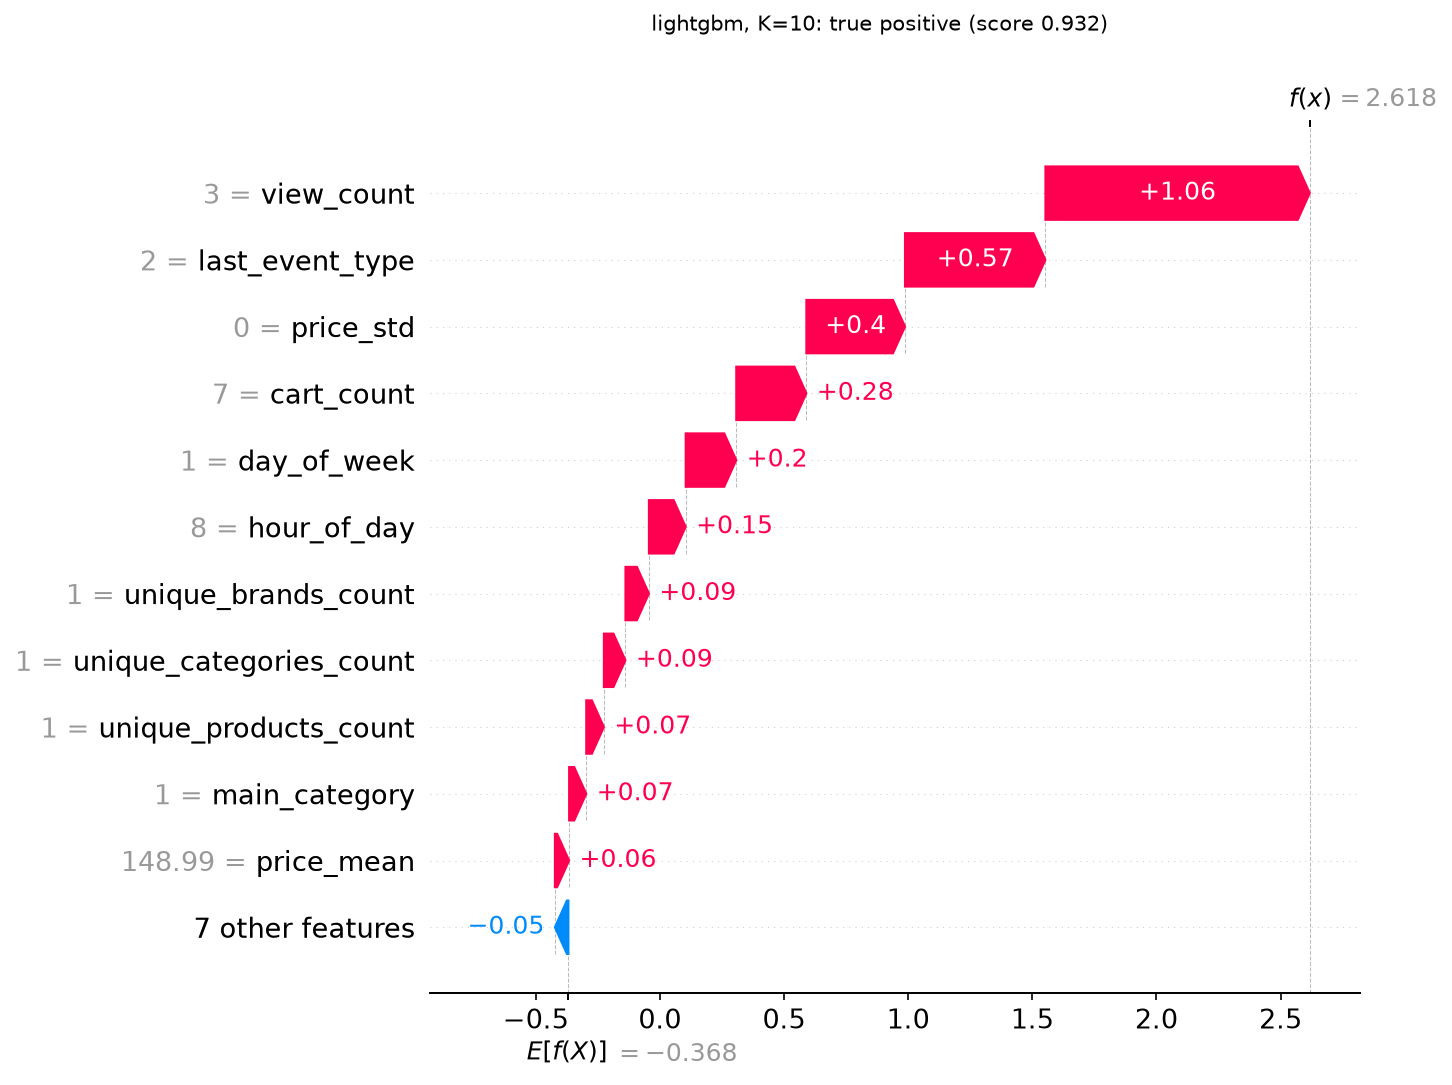 lightgbm, K=10: true positive (score 0.932)
f(x) = 2.618
3 = view_count +1.06
2 = last_event_type +0.57
0 = price_std +0.4
7 = cart_count +0.28
1 = day_of_week +0.2
8 = hour_of_day +0.15
1 = unique_brands_count +0.09
1 = unique_categories_count +0.09
1 = unique_products_count +0.07
1 = main_category +0.07
148.99 = price_mean +0.06
7 other features −0.05
−0.5 0.0 0.5 1.0 1.5 2.0 2.5
E[f(X)] = −0.368